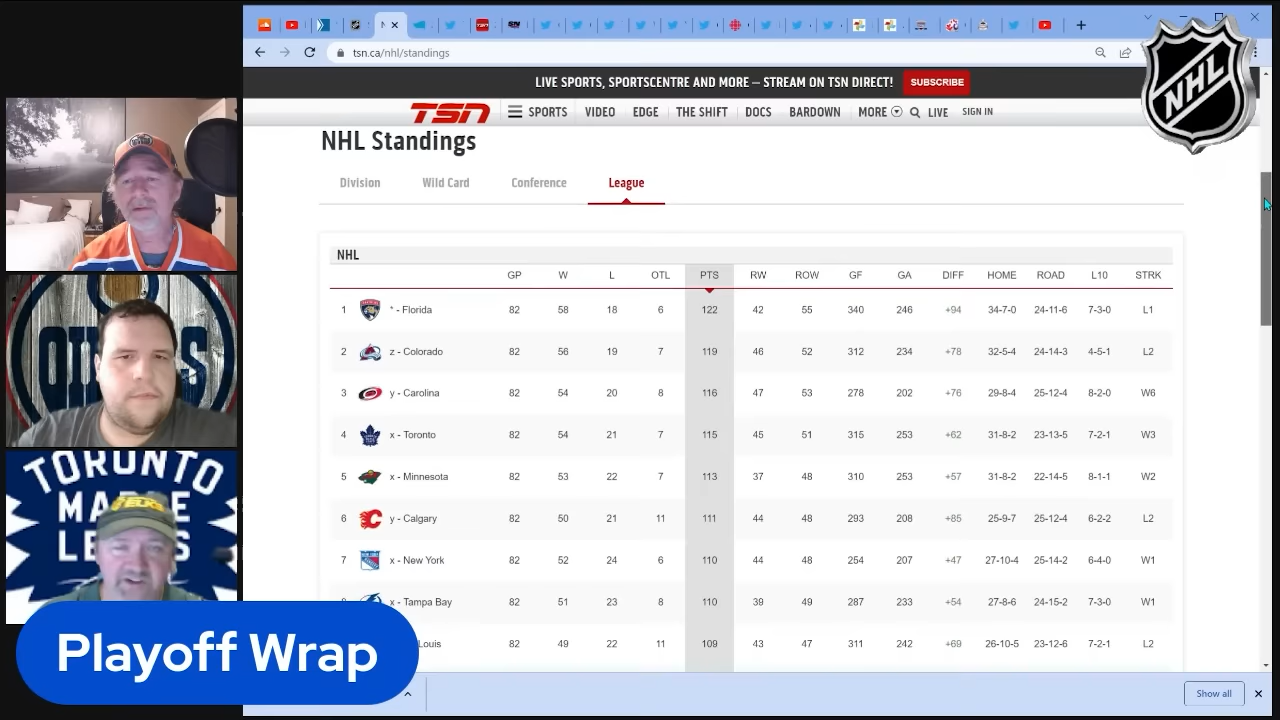 tsn.ca/nhl/standings
LIVE SPORTS, SPORTSCENTRE AND MORE — STREAM ON TSN DIRECT! SUBSCRIBE
NHL
TSN SPORTS VIDEO EDGE THE SHIFT DOCS BARDOWN MORE LIVE SIGN IN
NHL Standings
Division Wild Card Conference League
NHL
GP W L OTL PTS RW ROW GF GA DIFF HOME ROAD L10 STRK
1 * - Florida 82 58 18 6 122 42 55 340 246 +94 34-7-0 24-11-6 7-3-0 L1
2 z - Colorado 82 56 19 7 119 46 52 312 234 +78 32-5-4 24-14-3 4-5-1 L2
3 y - Carolina 82 54 20 8 116 47 53 278 202 +76 29-8-4 25-12-4 8-2-0 W6
4 x - Toronto 82 54 21 7 115 45 51 315 253 +62 31-8-2 23-13-5 7-2-1 W3
5 x - Minnesota 82 53 22 7 113 37 48 310 253 +57 31-8-2 22-14-5 8-1-1 W2
6 y - Calgary 82 50 21 11 111 44 48 293 208 +85 25-9-7 25-12-4 6-2-2 L2
7 x - New York 82 52 24 6 110 44 48 254 207 +47 27-10-4 25-14-2 6-4-0 W1
x - Tampa Bay 82 51 23 8 110 39 49 287 233 +54 27-8-6 24-15-2 7-3-0 W1
Louis 82 49 22 11 109 43 47 311 242 +69 26-10-5 23-12-6 7-2-1 L2
OILERS
TORONTO
MAPLE
LEAFS
ELKS
Playoff Wrap
Show all